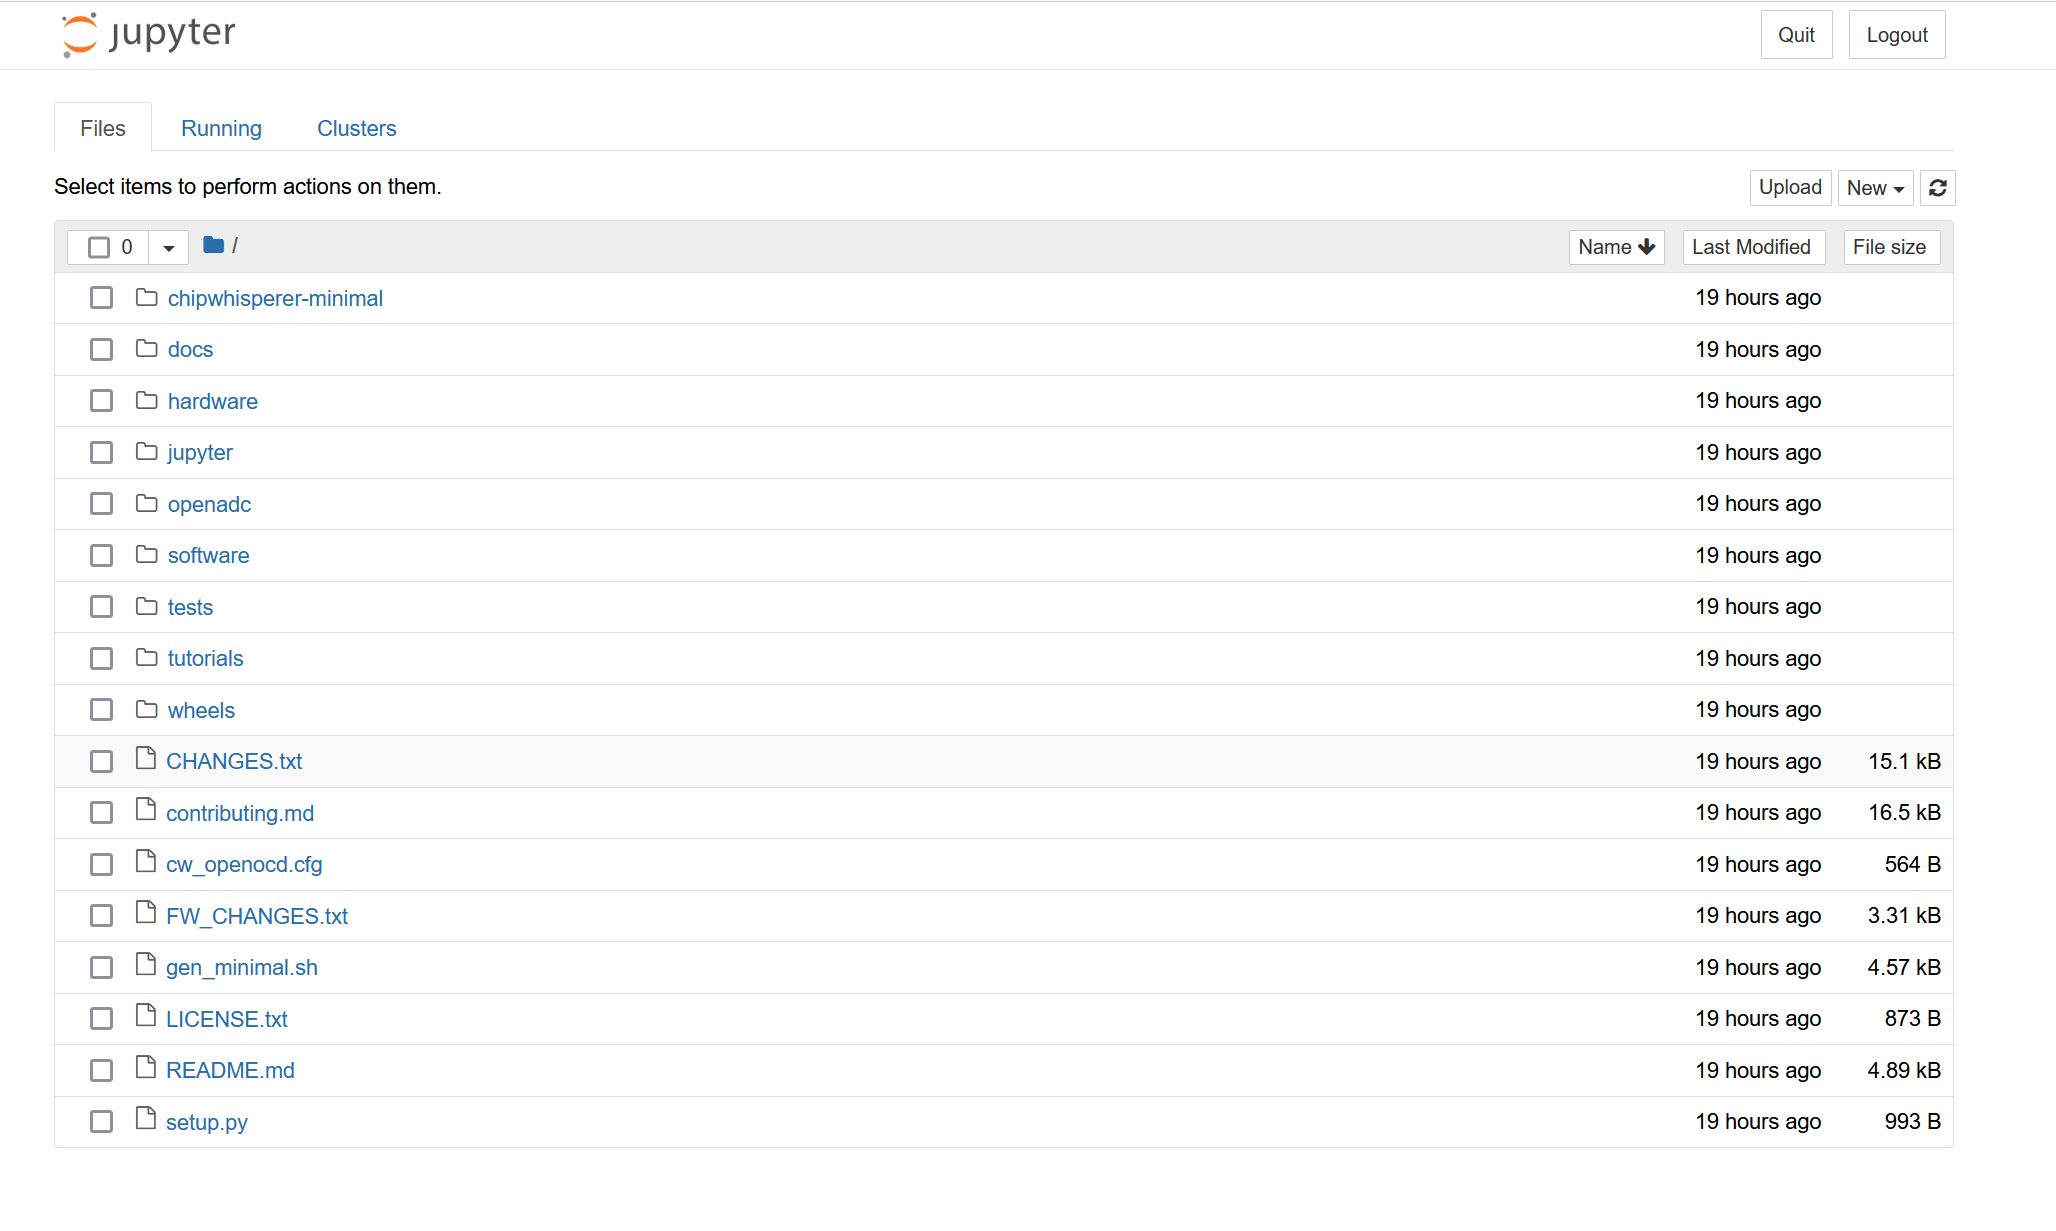 jupyter
Quit Logout
Files Running Clusters
Select items to perform actions on them.
Upload New
0 / Name Last Modified File size
chipwhisperer-minimal 19 hours ago
docs 19 hours ago
hardware 19 hours ago
jupyter 19 hours ago
openadc 19 hours ago
software 19 hours ago
tests 19 hours ago
tutorials 19 hours ago
wheels 19 hours ago
CHANGES.txt 19 hours ago 15.1 kB
contributing.md 19 hours ago 16.5 kB
cw_openocd.cfg 19 hours ago 564 B
FW_CHANGES.txt 19 hours ago 3.31 kB
gen_minimal.sh 19 hours ago 4.57 kB
LICENSE.txt 19 hours ago 873 B
README.md 19 hours ago 4.89 kB
setup.py 19 hours ago 993 B